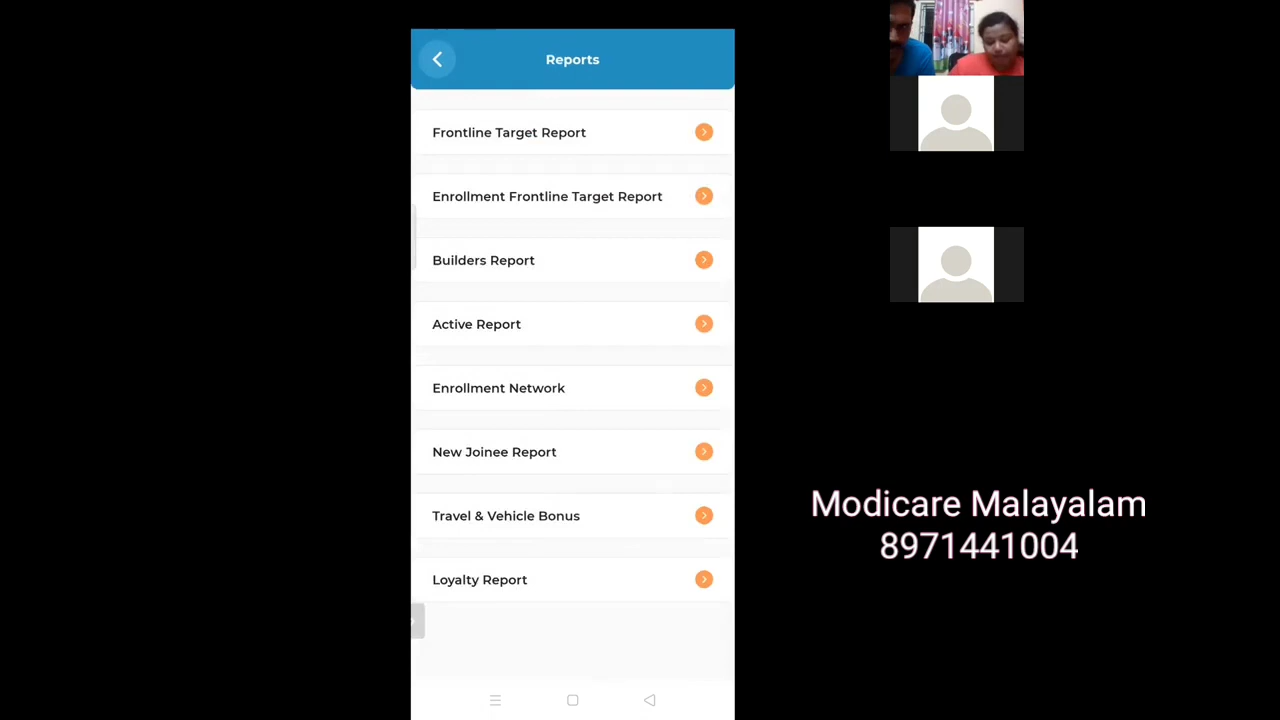 Reports
Frontline Target Report
Enrollment Frontline Target Report
Builders Report
Active Report
Enrollment Network
New Joinee Report
Travel & Vehicle Bonus
Loyalty Report
Modicare Malayalam
8971441004